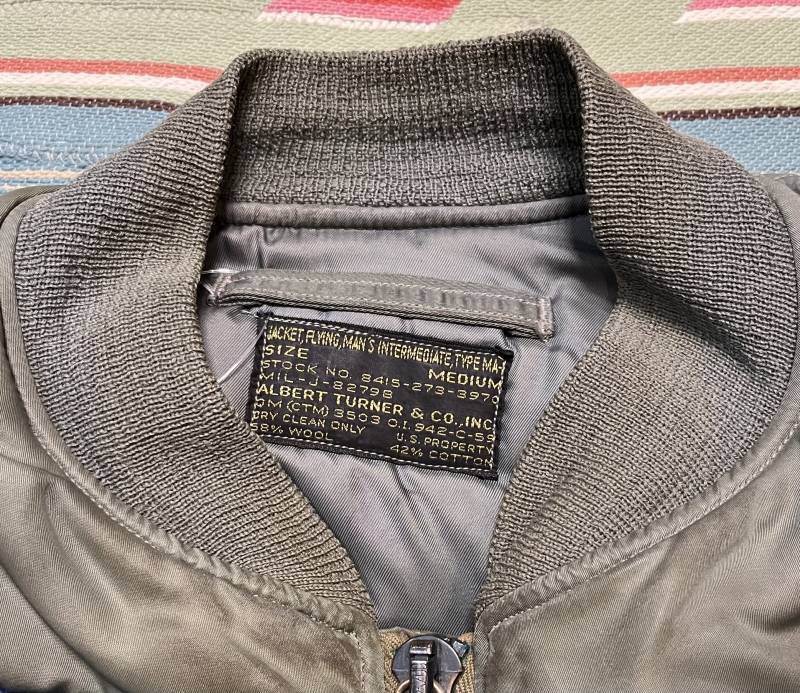 JACKET, FLYING, MAN'S INTERMEDIATE, TYPE MA-1
SIZE MEDIUM
STOCK NO. 8415-273-3970
MIL-J-8279B
ALBERT TURNER & CO., INC
PM (CTM) 3503 O.I. 942-C-59
DRY CLEAN ONLY U.S. PROPERTY
58% WOOL 42% COTTON